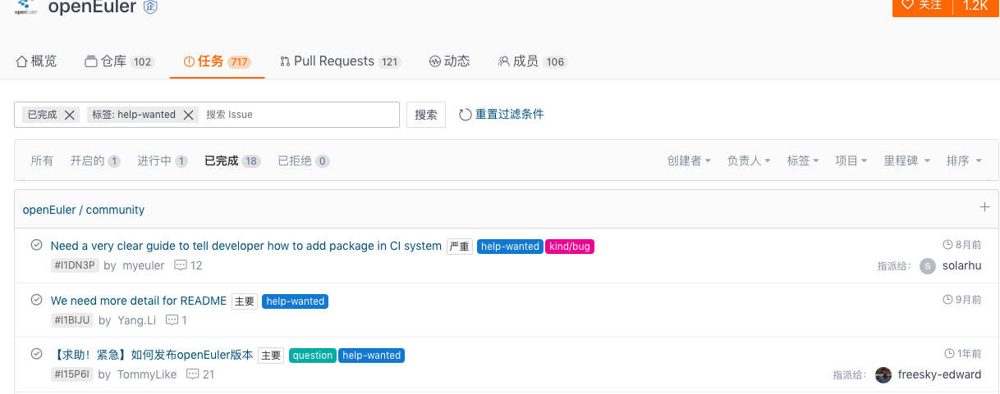 openEuler 企
关注 1.2K
概览 仓库 102 任务 717 Pull Requests 121 动态 成员 106
已完成 标签: help-wanted 搜索 Issue 搜索 重置过滤条件
所有 开启的 1 进行中 1 已完成 18 已拒绝 0 创建者 负责人 标签 项目 里程碑 排序
openEuler / community
Need a very clear guide to tell developer how to add package in CI system 严重 help-wanted kind/bug 8月前
#I1DN3P by myeuler 12 指派给: S solarhu
We need more detail for README 主要 help-wanted 9月前
#I1BIJU by Yang.Li 1
【求助！紧急】如何发布openEuler版本 主要 question help-wanted 1年前
#I15P6I by TommyLike 21 指派给: freesky-edward